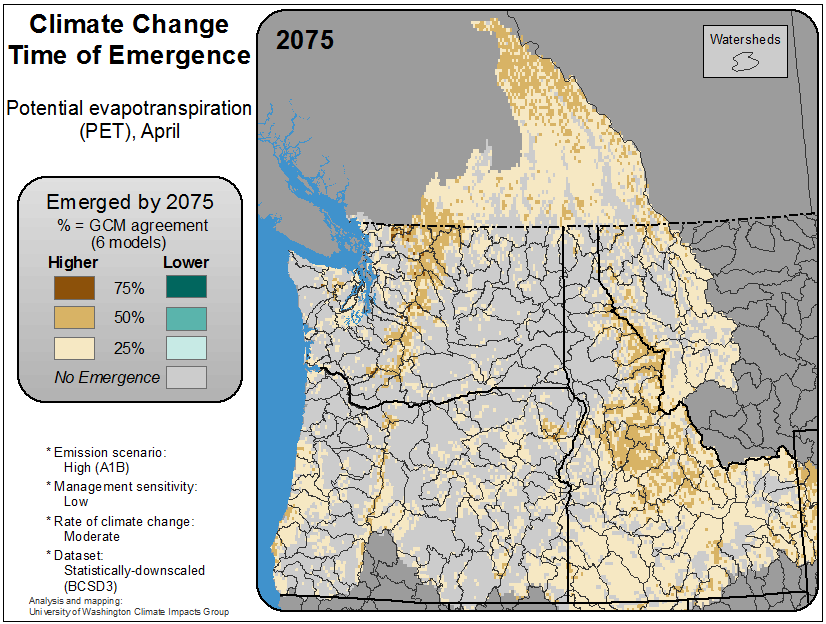 Climate Change
Time of Emergence
Potential evapotranspiration
(PET), April
Emerged by 2075
% = GCM agreement
(6 models)
Higher Lower
75%
50%
25%
No Emergence
* Emission scenario:
High (A1B)
* Management sensitivity:
Low
* Rate of climate change:
Moderate
* Dataset:
Statistically-downscaled
(BCSD3)
Analysis and mapping:
University of Washington Climate Impacts Group
2075
Watersheds